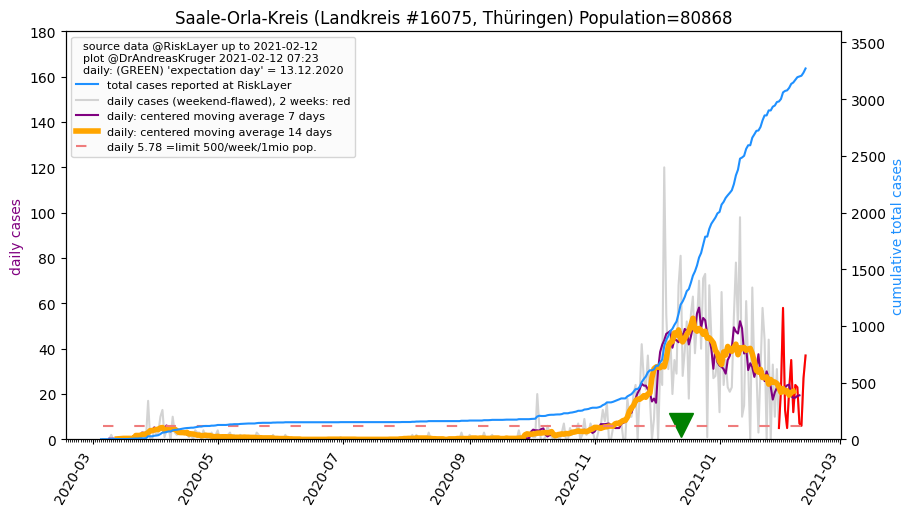 Saale-Orla-Kreis (Landkreis #16075, Thüringen) Population=80868
source data @RiskLayer up to 2021-02-12
plot @DrAndreasKruger 2021-02-12 07:23
daily: (GREEN) 'expectation day' = 13.12.2020
total cases reported at RiskLayer
daily cases (weekend-flawed), 2 weeks: red
daily: centered moving average 7 days
daily: centered moving average 14 days
daily 5.78 =limit 500/week/1mio pop.
daily cases
180
160
140
120
100
80
60
40
20
0
cumulative total cases
3500
3000
2500
2000
1500
1000
500
0
2020-03
2020-05
2020-07
2020-09
2020-11
2021-01
2021-03